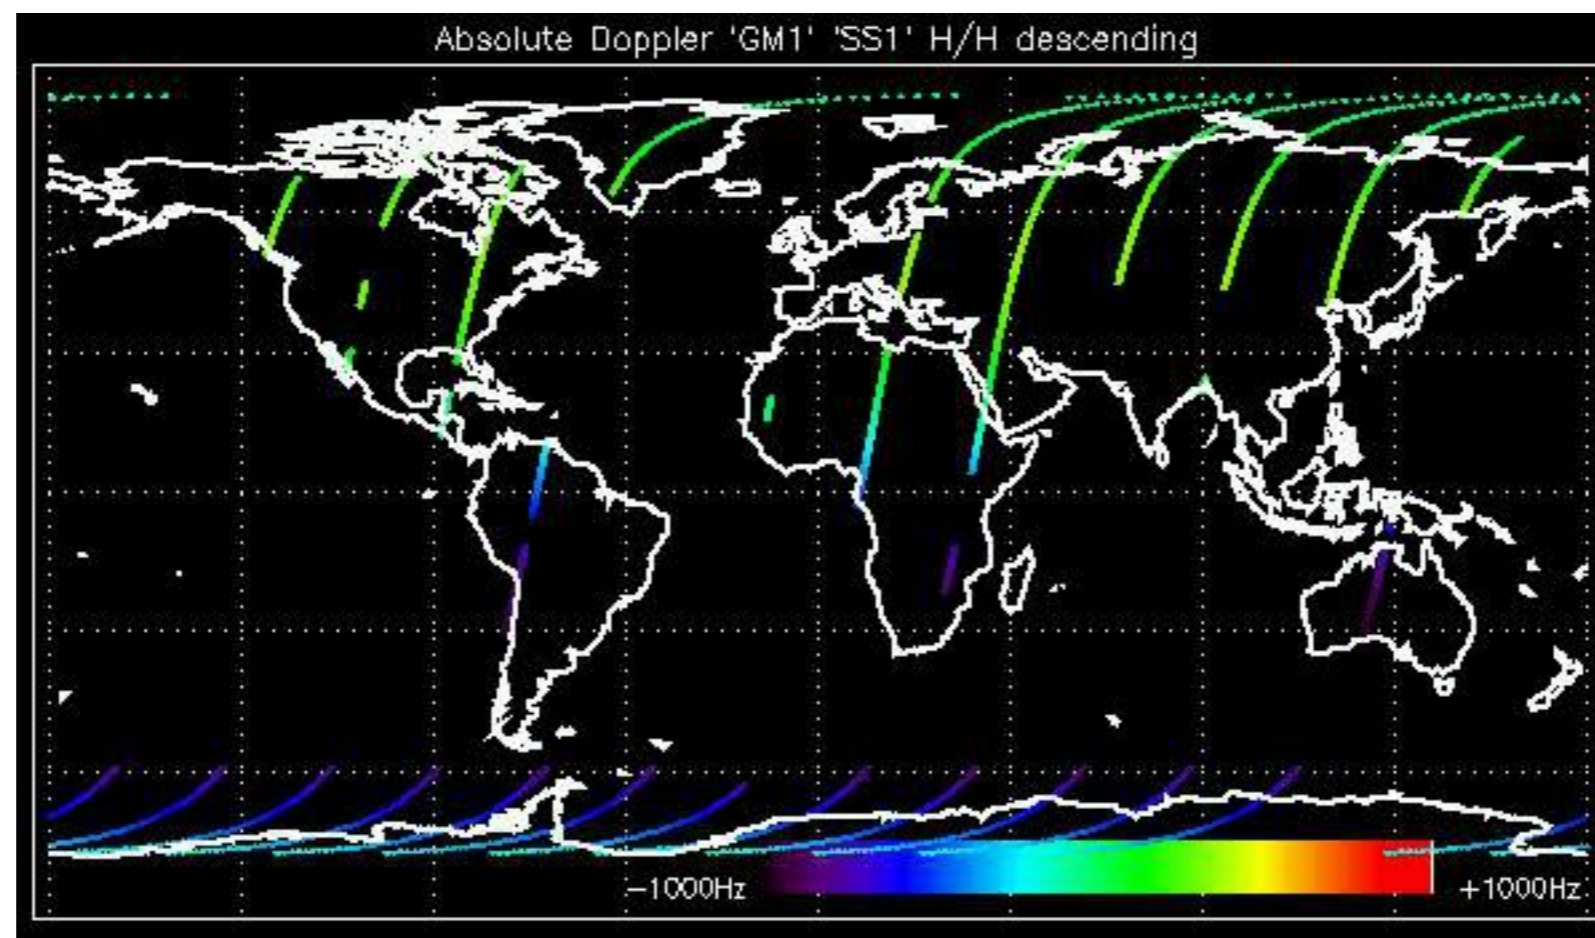 Absolute Doppler 'GM1' 'SS1' H/H descending
−1000Hz
+1000Hz